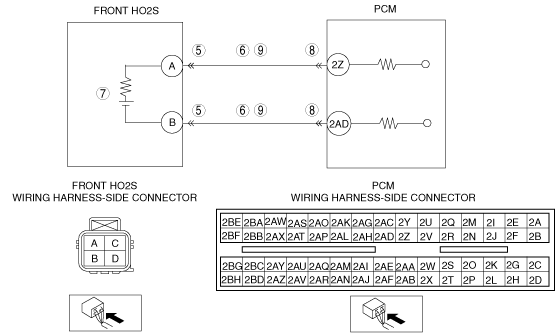 FRONT HO2S PCM
A 5 6 9 8 2Z
7
B 5 6 9 8 2AD
FRONT HO2S
WIRING HARNESS-SIDE CONNECTOR
A C
B D
PCM
WIRING HARNESS-SIDE CONNECTOR
2BE 2BA 2AW 2AS 2AO 2AK 2AG 2AC 2Y 2U 2Q 2M 2I 2E 2A
2BF 2BB 2AX 2AT 2AP 2AL 2AH 2AD 2Z 2V 2R 2N 2J 2F 2B
2BG 2BC 2AY 2AU 2AQ 2AM 2AI 2AE 2AA 2W 2S 2O 2K 2G 2C
2BH 2BD 2AZ 2AV 2AR 2AN 2AJ 2AF 2AB 2X 2T 2P 2L 2H 2D